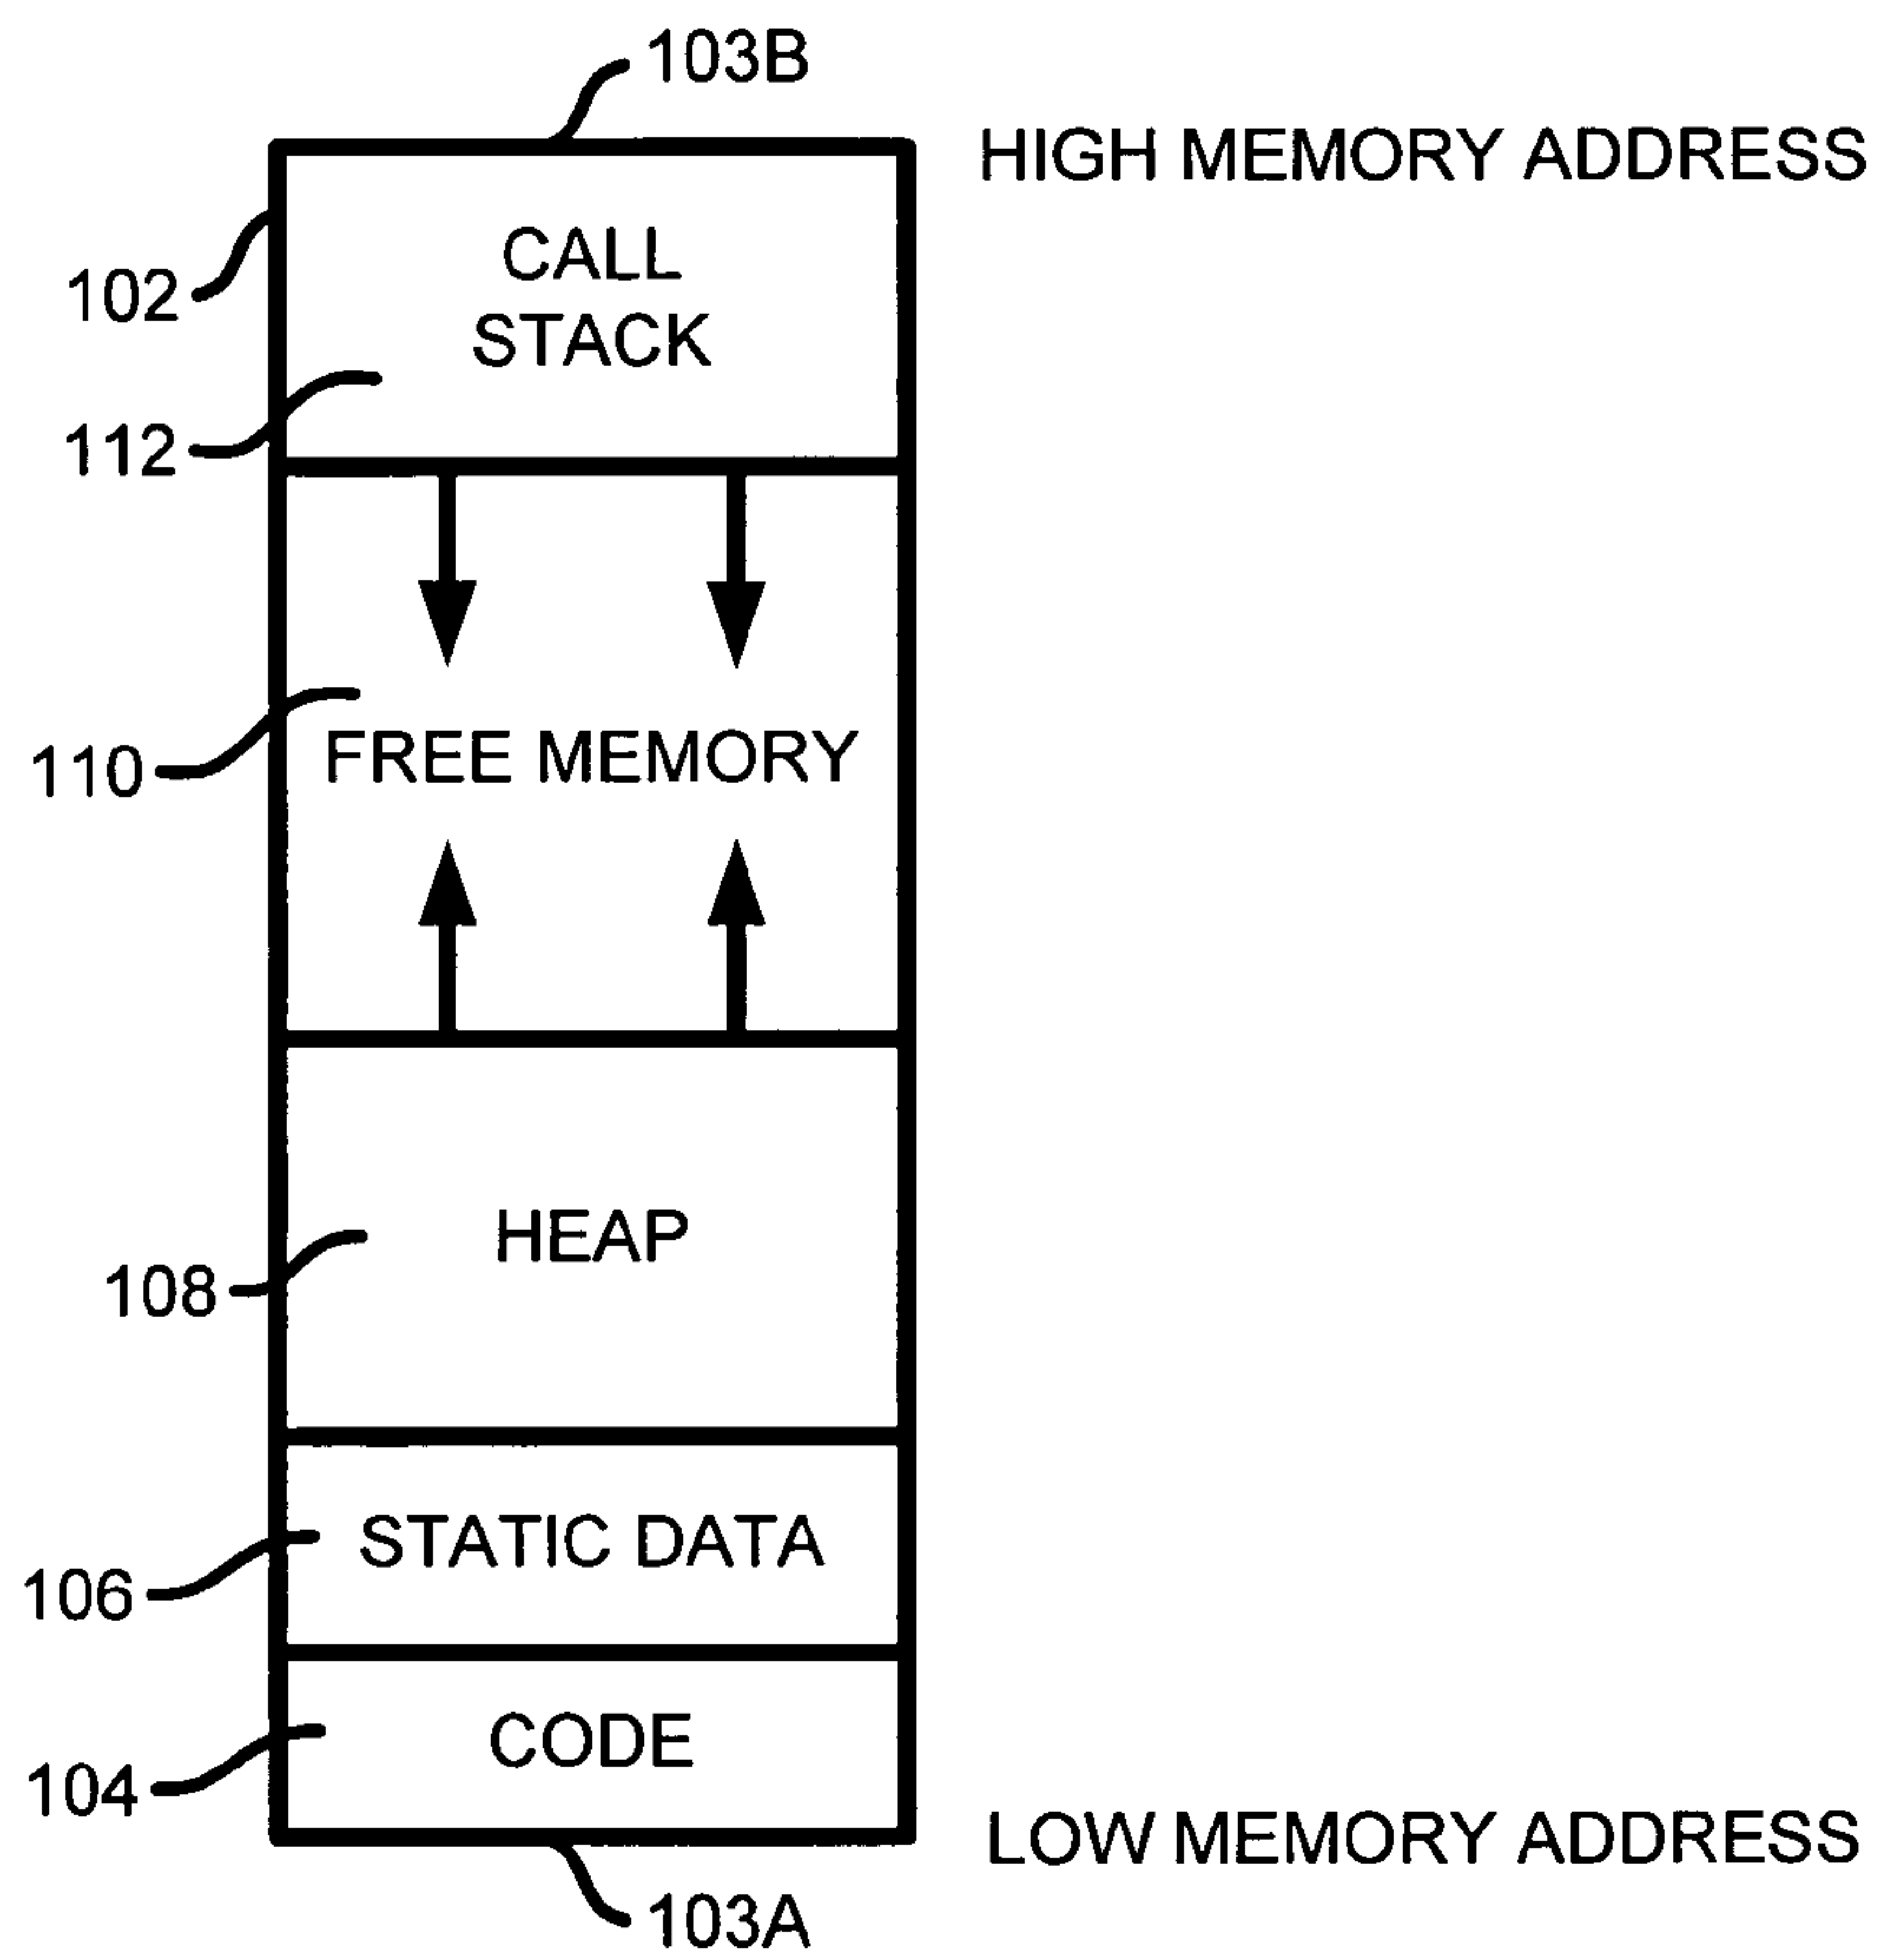 103B
HIGH MEMORY ADDRESS
102
CALL
STACK
112
110
FREE MEMORY
HEAP
108
STATIC DATA
106
CODE
104
LOW MEMORY ADDRESS
103A